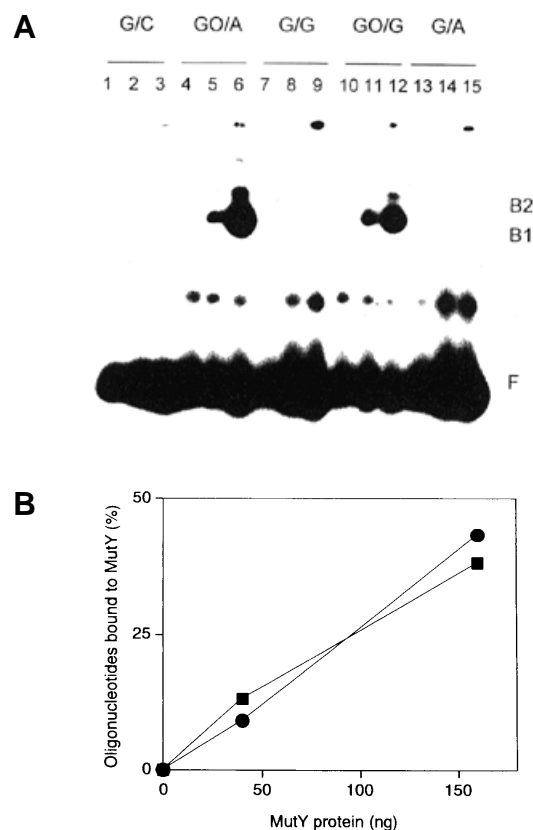 A
G/C GO/A G/G GO/G G/A
1 2 3 4 5 6 7 8 9 10 11 12 13 14 15
B2
B1
F
B
Oligonucleotides bound to MutY (%)
50
25
0
0 50 100 150
MutY protein (ng)